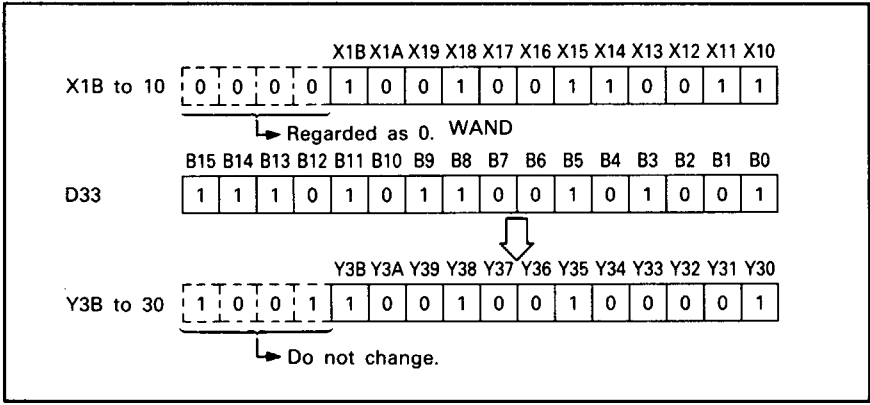 X1B X1A X19 X18 X17 X16 X15 X14 X13 X12 X11 X10
X1B to 10 0 0 0 0 1 0 0 1 0 0 1 1 0 0 1 1
Regarded as 0. WAND
B15 B14 B13 B12 B11 B10 B9 B8 B7 B6 B5 B4 B3 B2 B1 B0
D33 1 1 1 0 1 0 1 1 0 0 1 0 1 0 0 1
Y3B Y3A Y39 Y38 Y37 Y36 Y35 Y34 Y33 Y32 Y31 Y30
Y3B to 30 1 0 0 1 1 0 0 1 0 0 1 0 0 0 0 1
Do not change.